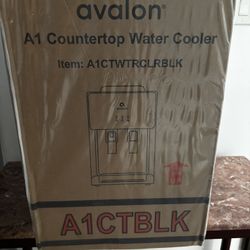 avalon®
A1 Countertop Water Cooler
Item: A1CTWTRCLRBLK
A1CTBLK